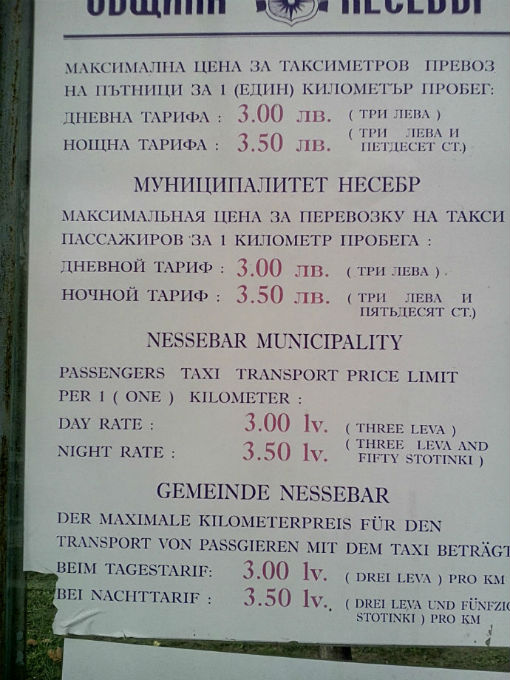 ОБЩИНА НЕСЕБЪР
МАКСИМАЛНА ЦЕНА ЗА ТАКСИМЕТРОВ ПРЕВОЗ
НА ПЪТНИЦИ ЗА 1 (ЕДИН) КИЛОМЕТЪР ПРОБЕГ:
ДНЕВНА ТАРИФА : 3.00 лв. ( ТРИ ЛЕВА )
НОЩНА ТАРИФА : 3.50 лв. ( ТРИ ЛЕВА И
ПЕТДЕСЕТ СТ.)
МУНИЦИПАЛИТЕТ НЕСЕБР
МАКСИМАЛЬНАЯ ЦЕНА ЗА ПЕРЕВОЗКУ НА ТАКСИ
ПАССАЖИРОВ ЗА 1 КИЛОМЕТР ПРОБЕГА :
ДНЕВНОЙ ТАРИФ : 3.00 лв. ( ТРИ ЛЕВА ).
НОЧНОЙ ТАРИФ : 3.50 лв. ( ТРИ ЛЕВА И
ПЯТЬДЕСЯТ СТ.)
NESSEBAR MUNICIPALITY
PASSENGERS TAXI TRANSPORT PRICE LIMIT
PER 1 ( ONE ) KILOMETER :
DAY RATE : 3.00 lv. ( THREE LEVA )
NIGHT RATE : 3.50 lv. ( THREE LEVA AND
FIFTY STOTINKI )
GEMEINDE NESSEBAR
DER MAXIMALE KILOMETERPREIS FÜR DEN
TRANSPORT VON PASSGIEREN MIT DEM TAXI BETRÄGT
BEIM TAGESTARIF: 3.00 lv. ( DREI LEVA ) PRO KM
BEI NACHTTARIF : 3.50 lv. ( DREI LEVA UND FÜNFZIG
STOTINKI ) PRO KM